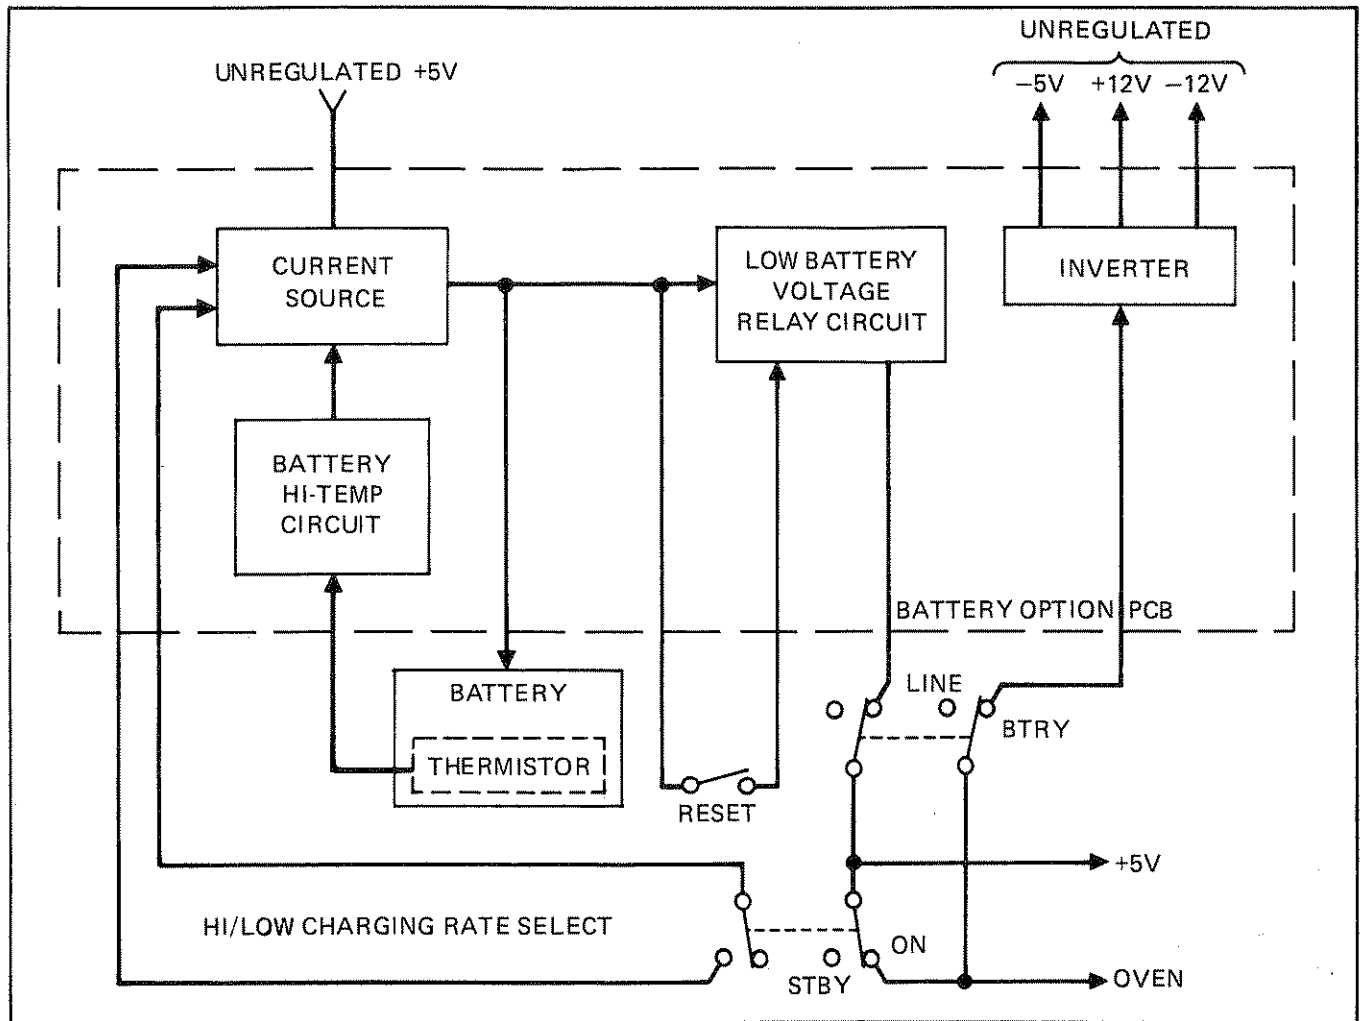 UNREGULATED
UNREGULATED +5V
−5V +12V −12V
CURRENT
SOURCE
LOW BATTERY
VOLTAGE
RELAY CIRCUIT
INVERTER
BATTERY
HI-TEMP
CIRCUIT
BATTERY OPTION PCB
BATTERY
THERMISTOR
LINE
BTRY
RESET
+5V
HI/LOW CHARGING RATE SELECT
ON
STBY
OVEN